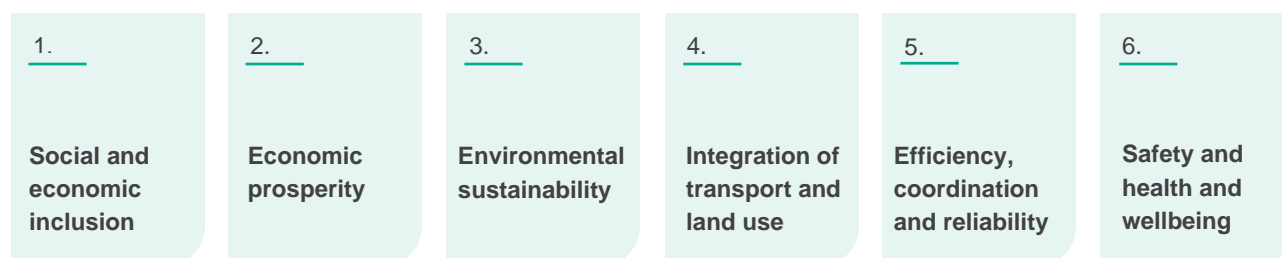 1.
Social and
economic
inclusion
2.
Economic
prosperity
3.
Environmental
sustainability
4.
Integration of
transport and
land use
5.
Efficiency,
coordination
and reliability
6.
Safety and
health and
wellbeing